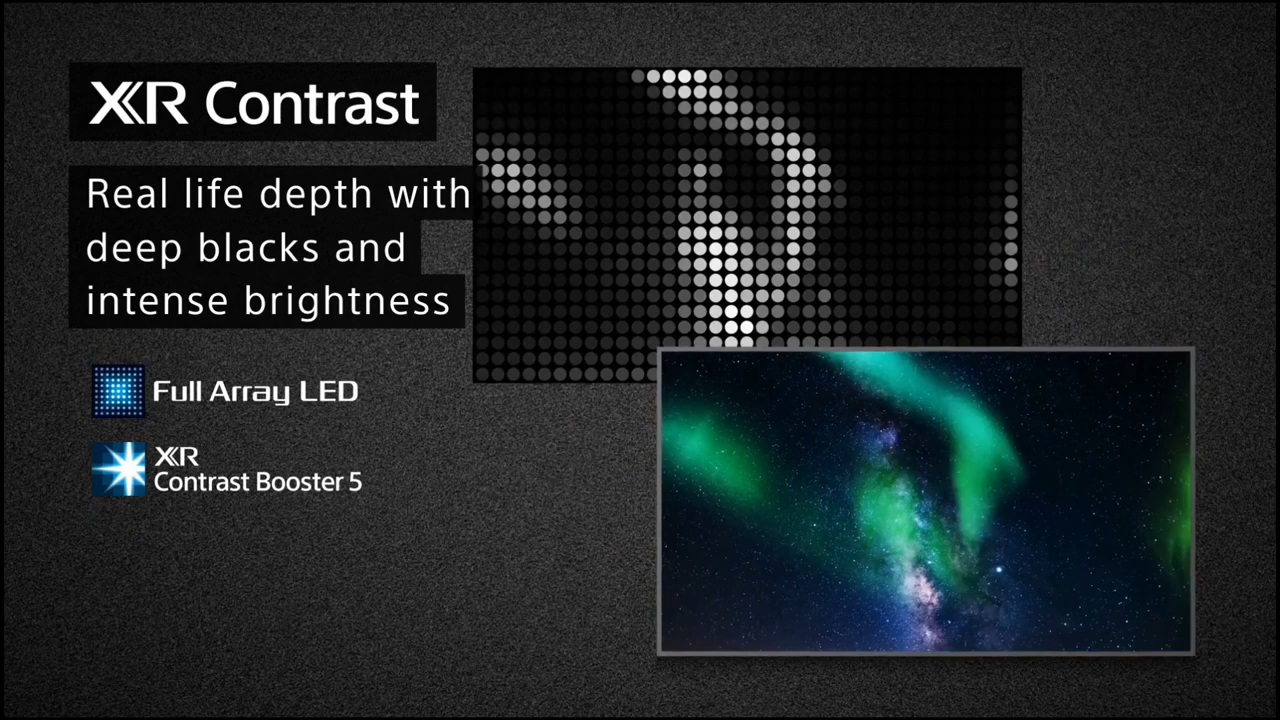 XR Contrast
Real life depth with
deep blacks and
intense brightness
Full Array LED
XR
Contrast Booster 5